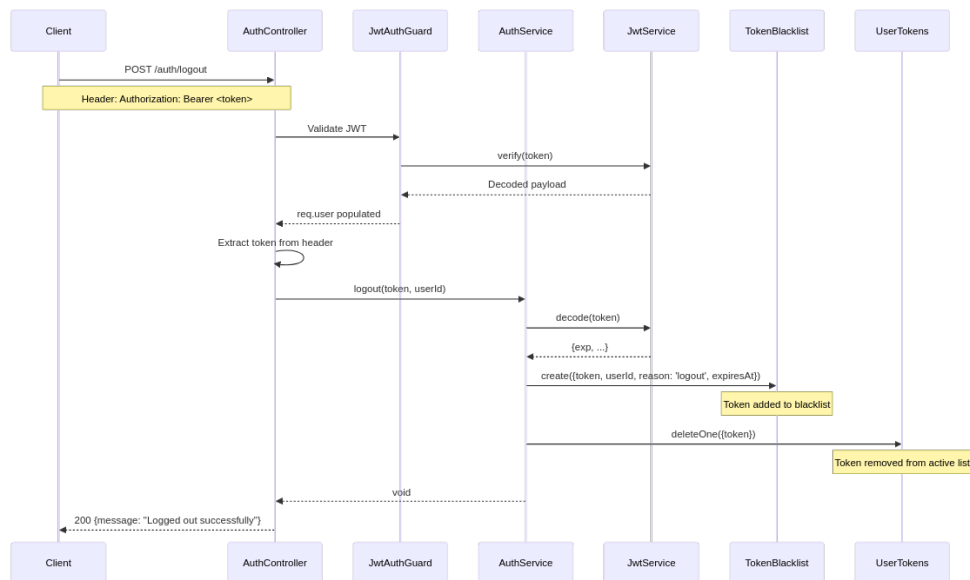 Client
AuthController
JwtAuthGuard
AuthService
JwtService
TokenBlacklist
UserTokens
POST /auth/logout
Header: Authorization: Bearer <token>
Validate JWT
verify(token)
Decoded payload
req.user populated
Extract token from header
logout(token, userId)
decode(token)
{exp, ...}
create({token, userId, reason: 'logout', expiresAt})
Token added to blacklist
deleteOne({token})
Token removed from active list
void
200 {message: "Logged out successfully"}
Client
AuthController
JwtAuthGuard
AuthService
JwtService
TokenBlacklist
UserTokens